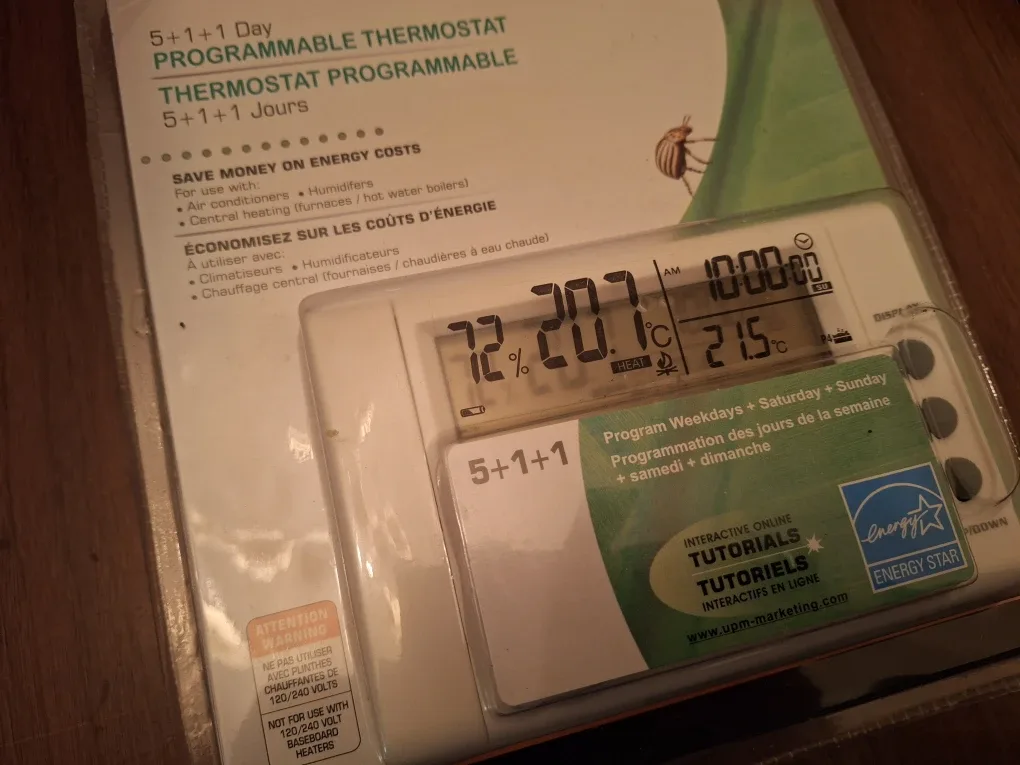 5+1+1 Day
PROGRAMMABLE THERMOSTAT
THERMOSTAT PROGRAMMABLE
5+1+1 Jours
SAVE MONEY ON ENERGY COSTS
For use with:
• Air conditioners • Humidifers
• Central heating (furnaces / hot water boilers)
ÉCONOMISEZ SUR LES COÛTS D'ÉNERGIE
À utiliser avec:
• Climatiseurs • Humidificateurs
• Chauffage central (fournaises / chaudières à eau chaude)
72% 20.7°C
HEAT
AM 10:00:00
SU
21.5°C
P4
5+1+1
Program Weekdays + Saturday + Sunday
Programmation des jours de la semaine
+ samedi + dimanche
INTERACTIVE ONLINE
TUTORIALS
TUTORIELS
INTERACTIFS EN LIGNE
www.upm-marketing.com
energy
ENERGY STAR
/DOWN
ATTENTION
WARNING
NE PAS UTILISER
AVEC PLINTHES
CHAUFFANTES DE
120/240 VOLTS
NOT FOR USE WITH
120/240 VOLT
BASEBOARD
HEATERS